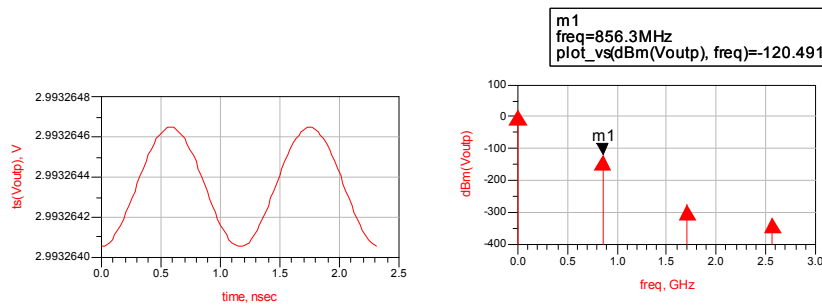 m1
freq=856.3MHz
plot_vs(dBm(Voutp), freq)=-120.491
2.9932648
2.9932646
2.9932644
2.9932642
2.9932640
ts(Voutp), V
0.0 0.5 1.0 1.5 2.0 2.5
time, nsec
100
0
-100
-200
-300
-400
dBm(Voutp)
m1
0.0 0.5 1.0 1.5 2.0 2.5 3.0
freq, GHz